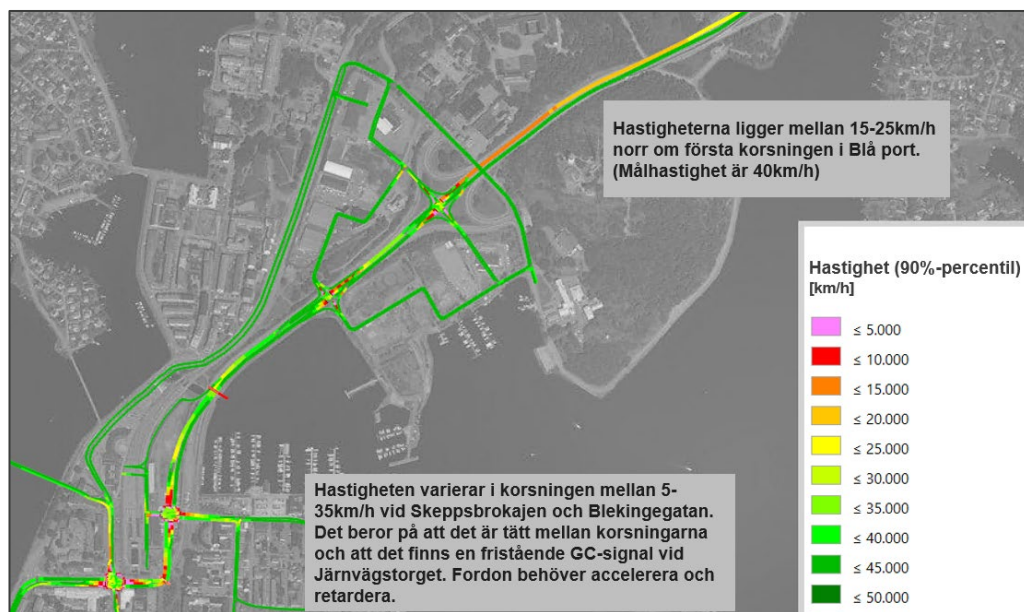 Hastigheterna ligger mellan 15-25km/h
norr om första korsningen i Blå port.
(Målhastighet är 40km/h)
Hastighet (90%-percentil)
[km/h]
≤ 5.000
≤ 10.000
≤ 15.000
≤ 20.000
≤ 25.000
≤ 30.000
≤ 35.000
≤ 40.000
≤ 45.000
≤ 50.000
Hastigheten varierar i korsningen mellan 5-
35km/h vid Skeppsbrokajen och Blekingegatan.
Det beror på att det är tätt mellan korsningarna
och att det finns en fristående GC-signal vid
Järnvägstorget. Fordon behöver accelerera och
retardera.